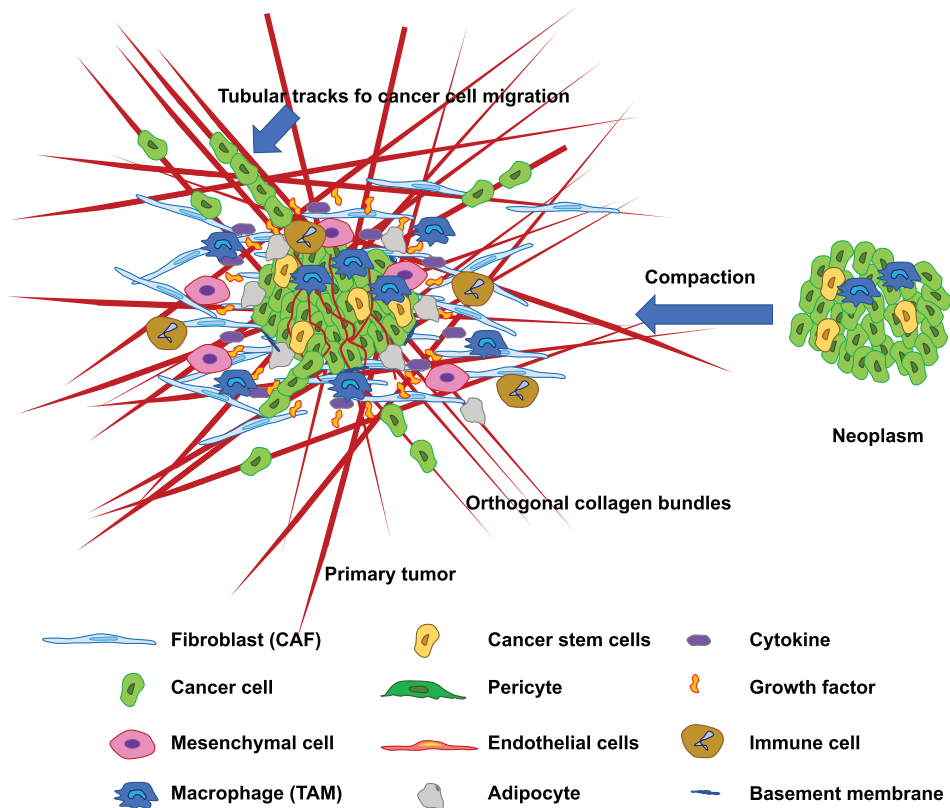 Tubular tracks fo cancer cell migration
Compaction
Neoplasm
Orthogonal collagen bundles
Primary tumor
Fibroblast (CAF)
Cancer stem cells
Cytokine
Cancer cell
Pericyte
Growth factor
Mesenchymal cell
Endothelial cells
Immune cell
Macrophage (TAM)
Adipocyte
Basement membrane